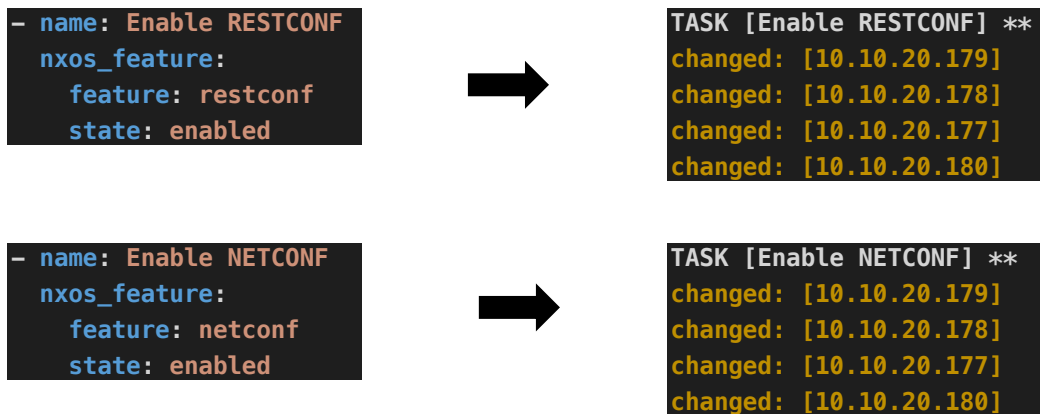 - name: Enable RESTCONF
  nxos_feature:
    feature: restconf
    state: enabled
TASK [Enable RESTCONF] **
changed: [10.10.20.179]
changed: [10.10.20.178]
changed: [10.10.20.177]
changed: [10.10.20.180]
- name: Enable NETCONF
  nxos_feature:
    feature: netconf
    state: enabled
TASK [Enable NETCONF] **
changed: [10.10.20.179]
changed: [10.10.20.178]
changed: [10.10.20.177]
changed: [10.10.20.180]